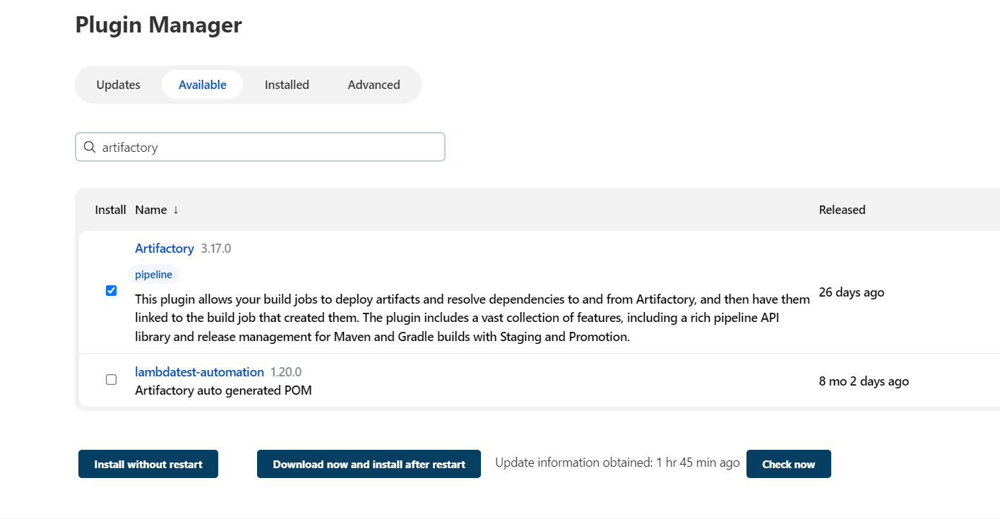 Plugin Manager
Updates Available Installed Advanced
artifactory
Install Name ↓ Released
Artifactory 3.17.0
pipeline
This plugin allows your build jobs to deploy artifacts and resolve dependencies to and from Artifactory, and then have them
linked to the build job that created them. The plugin includes a vast collection of features, including a rich pipeline API
library and release management for Maven and Gradle builds with Staging and Promotion.
26 days ago
lambdatest-automation 1.20.0
Artifactory auto generated POM
8 mo 2 days ago
Install without restart Download now and install after restart Update information obtained: 1 hr 45 min ago Check now